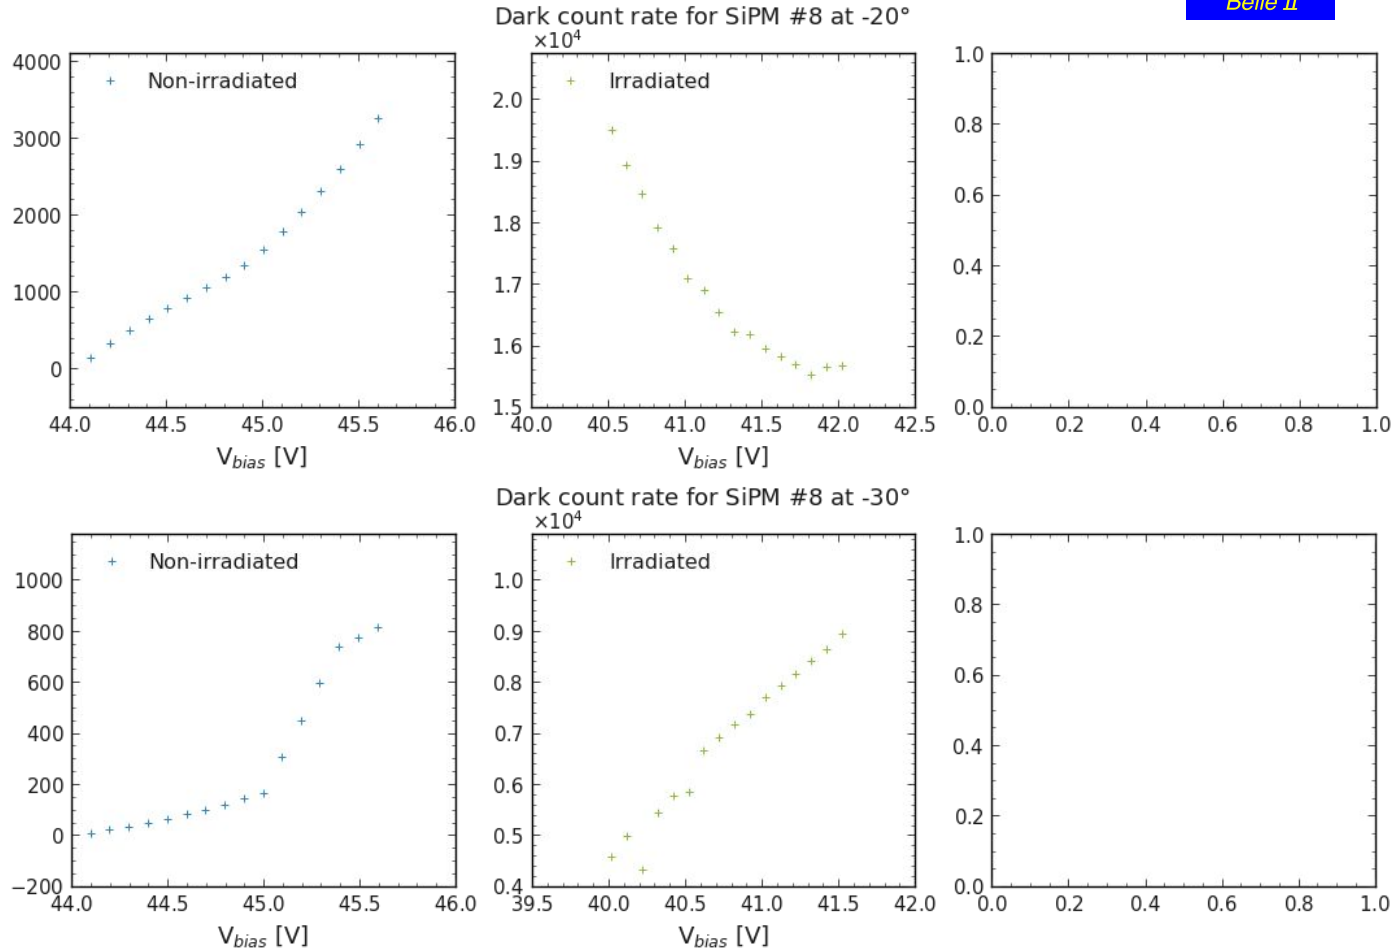 Belle II
Dark count rate for SiPM #8 at -20°
×10⁴
Non-irradiated
Irradiated
4000
3000
2000
1000
0
44.0 44.5 45.0 45.5 46.0
V_bias [V]
2.0
1.9
1.8
1.7
1.6
1.5
40.0 40.5 41.0 41.5 42.0 42.5
V_bias [V]
1.0
0.8
0.6
0.4
0.2
0.0
0.0 0.2 0.4 0.6 0.8 1.0
Dark count rate for SiPM #8 at -30°
×10⁴
Non-irradiated
Irradiated
1000
800
600
400
200
0
−200
44.0 44.5 45.0 45.5 46.0
V_bias [V]
1.0
0.9
0.8
0.7
0.6
0.5
0.4
39.5 40.0 40.5 41.0 41.5 42.0
V_bias [V]
1.0
0.8
0.6
0.4
0.2
0.0
0.0 0.2 0.4 0.6 0.8 1.0